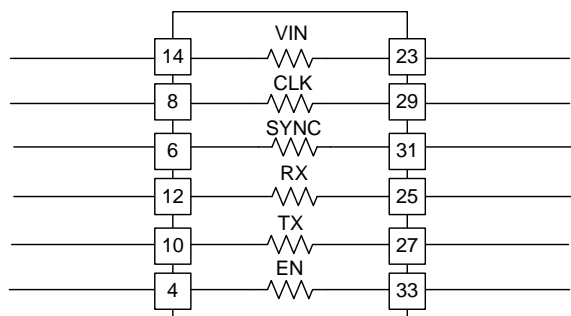 VIN
14 23
CLK
8 29
SYNC
6 31
RX
12 25
TX
10 27
EN
4 33